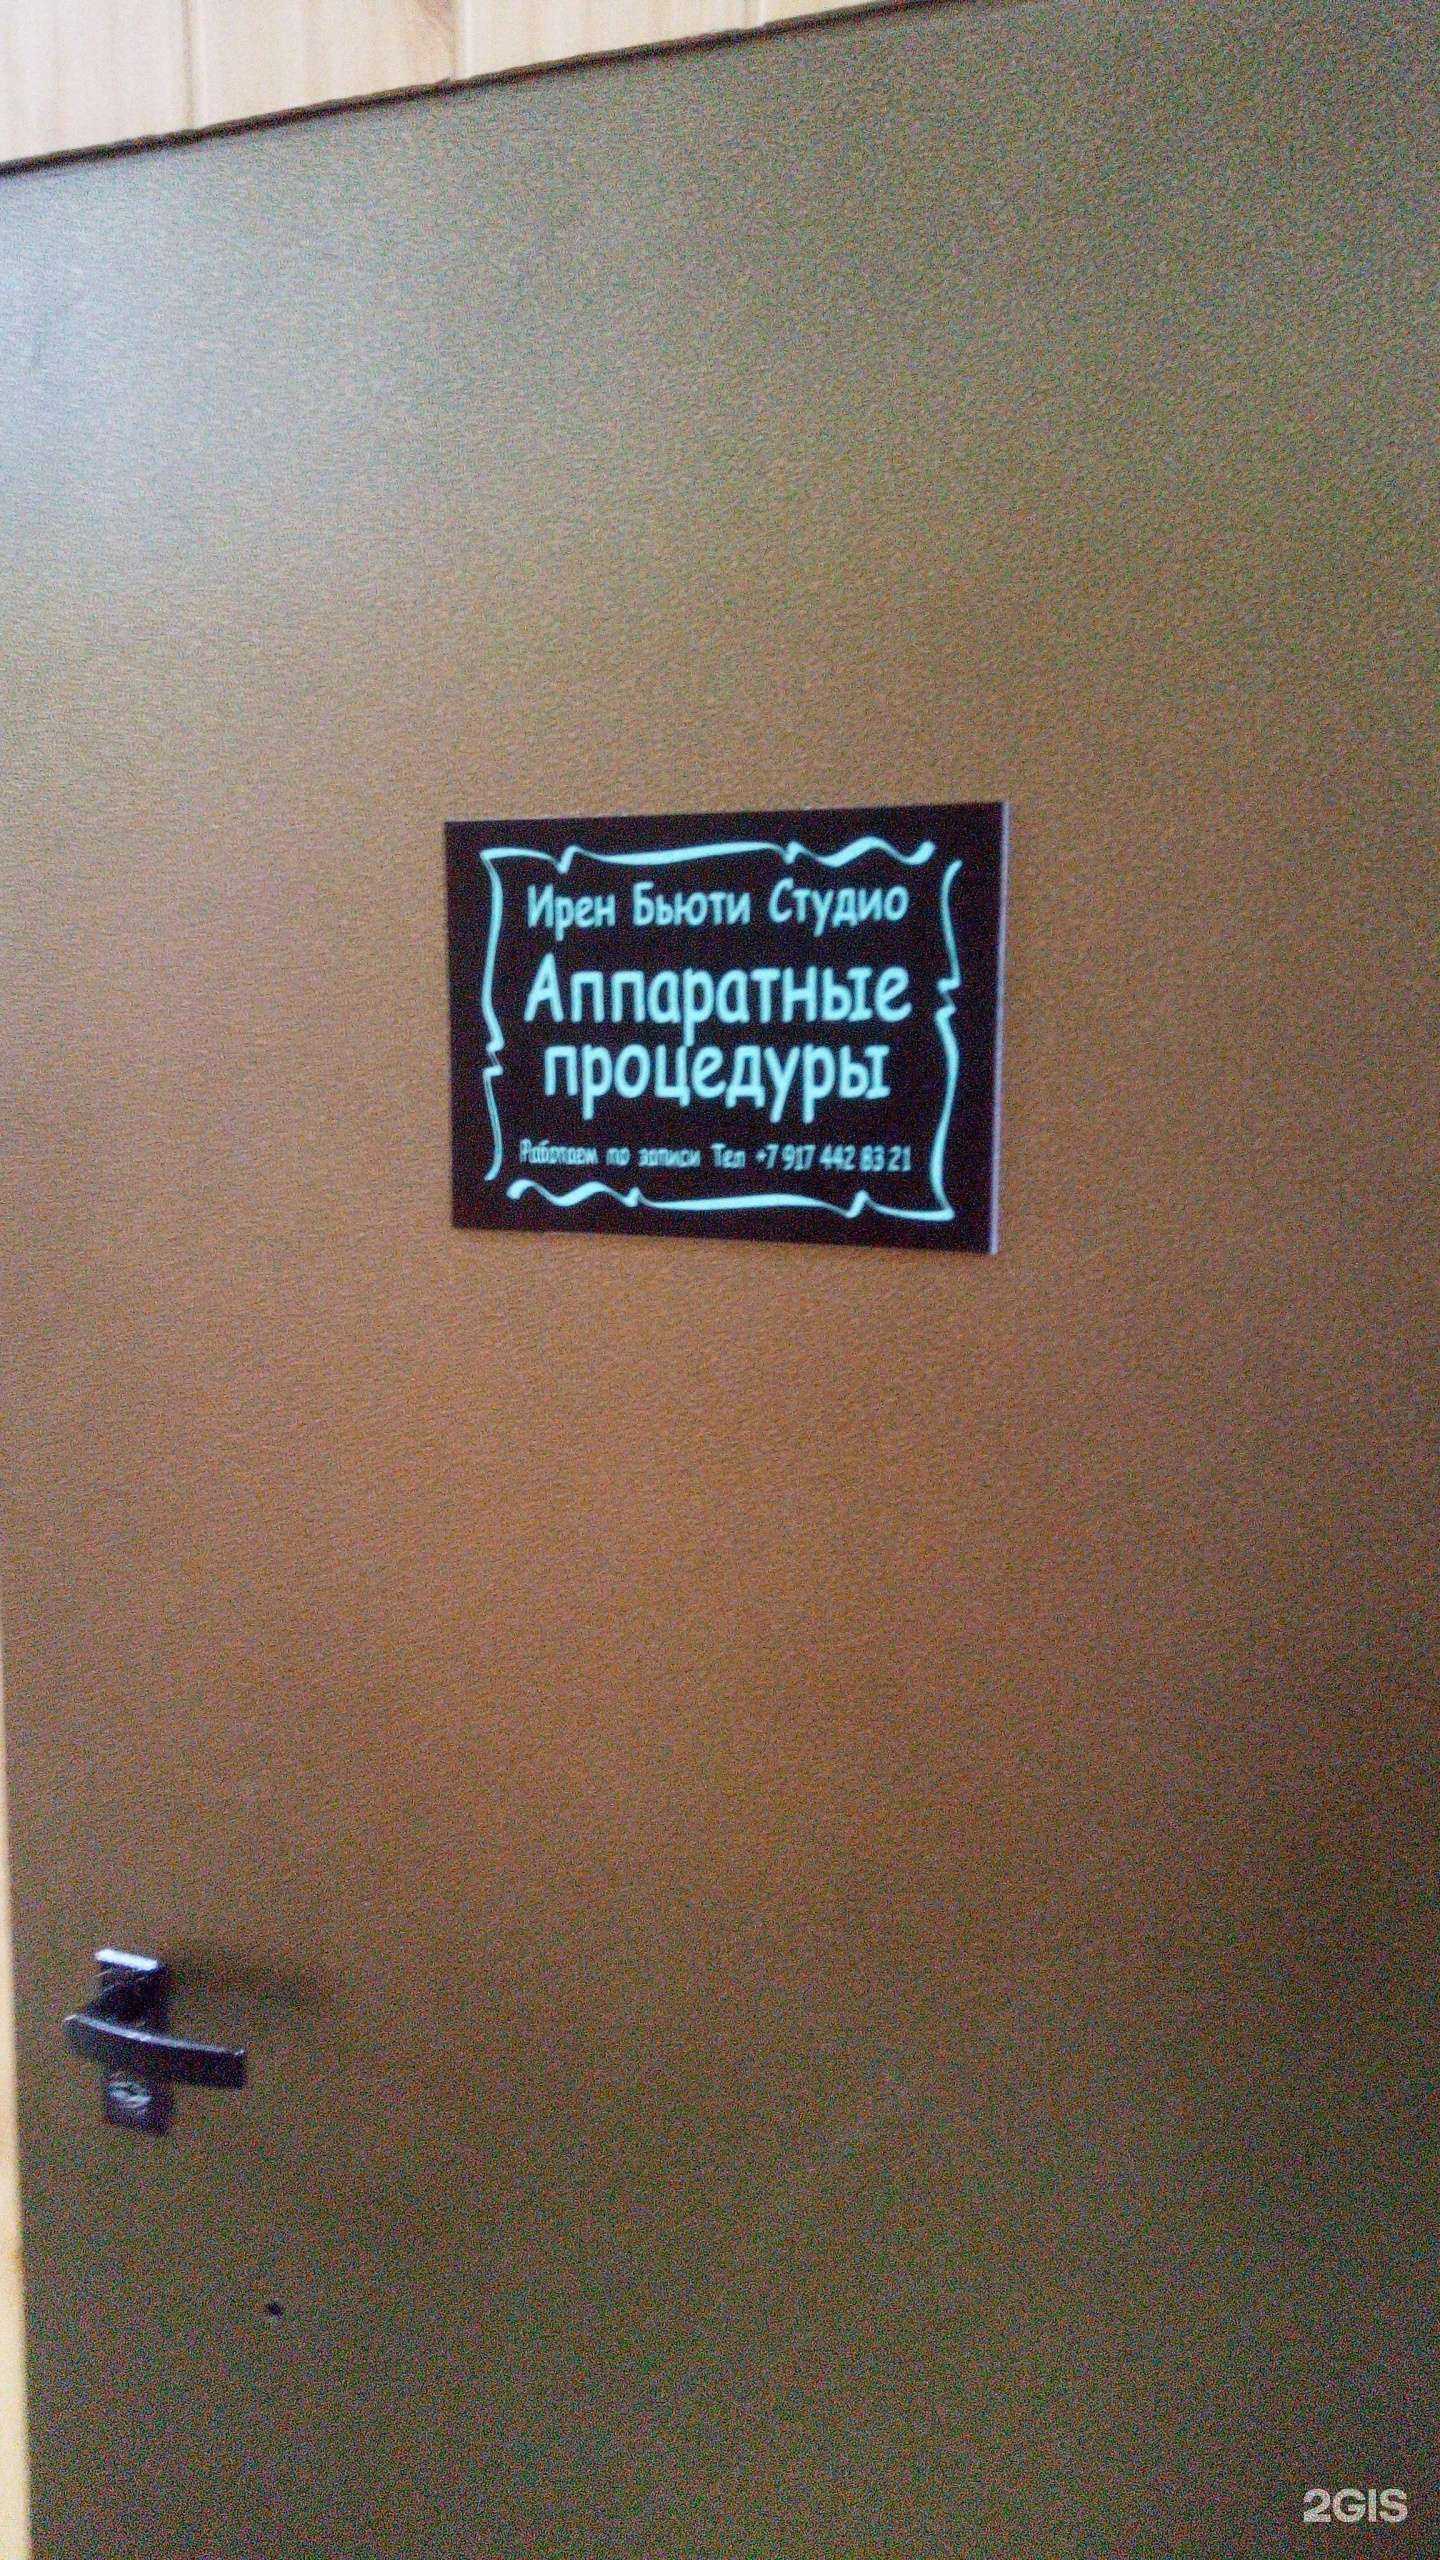 Ирен Бьюти Студио
Аппаратные
процедуры
Работаем по записи Тел +7 917 442 83 21
2GIS